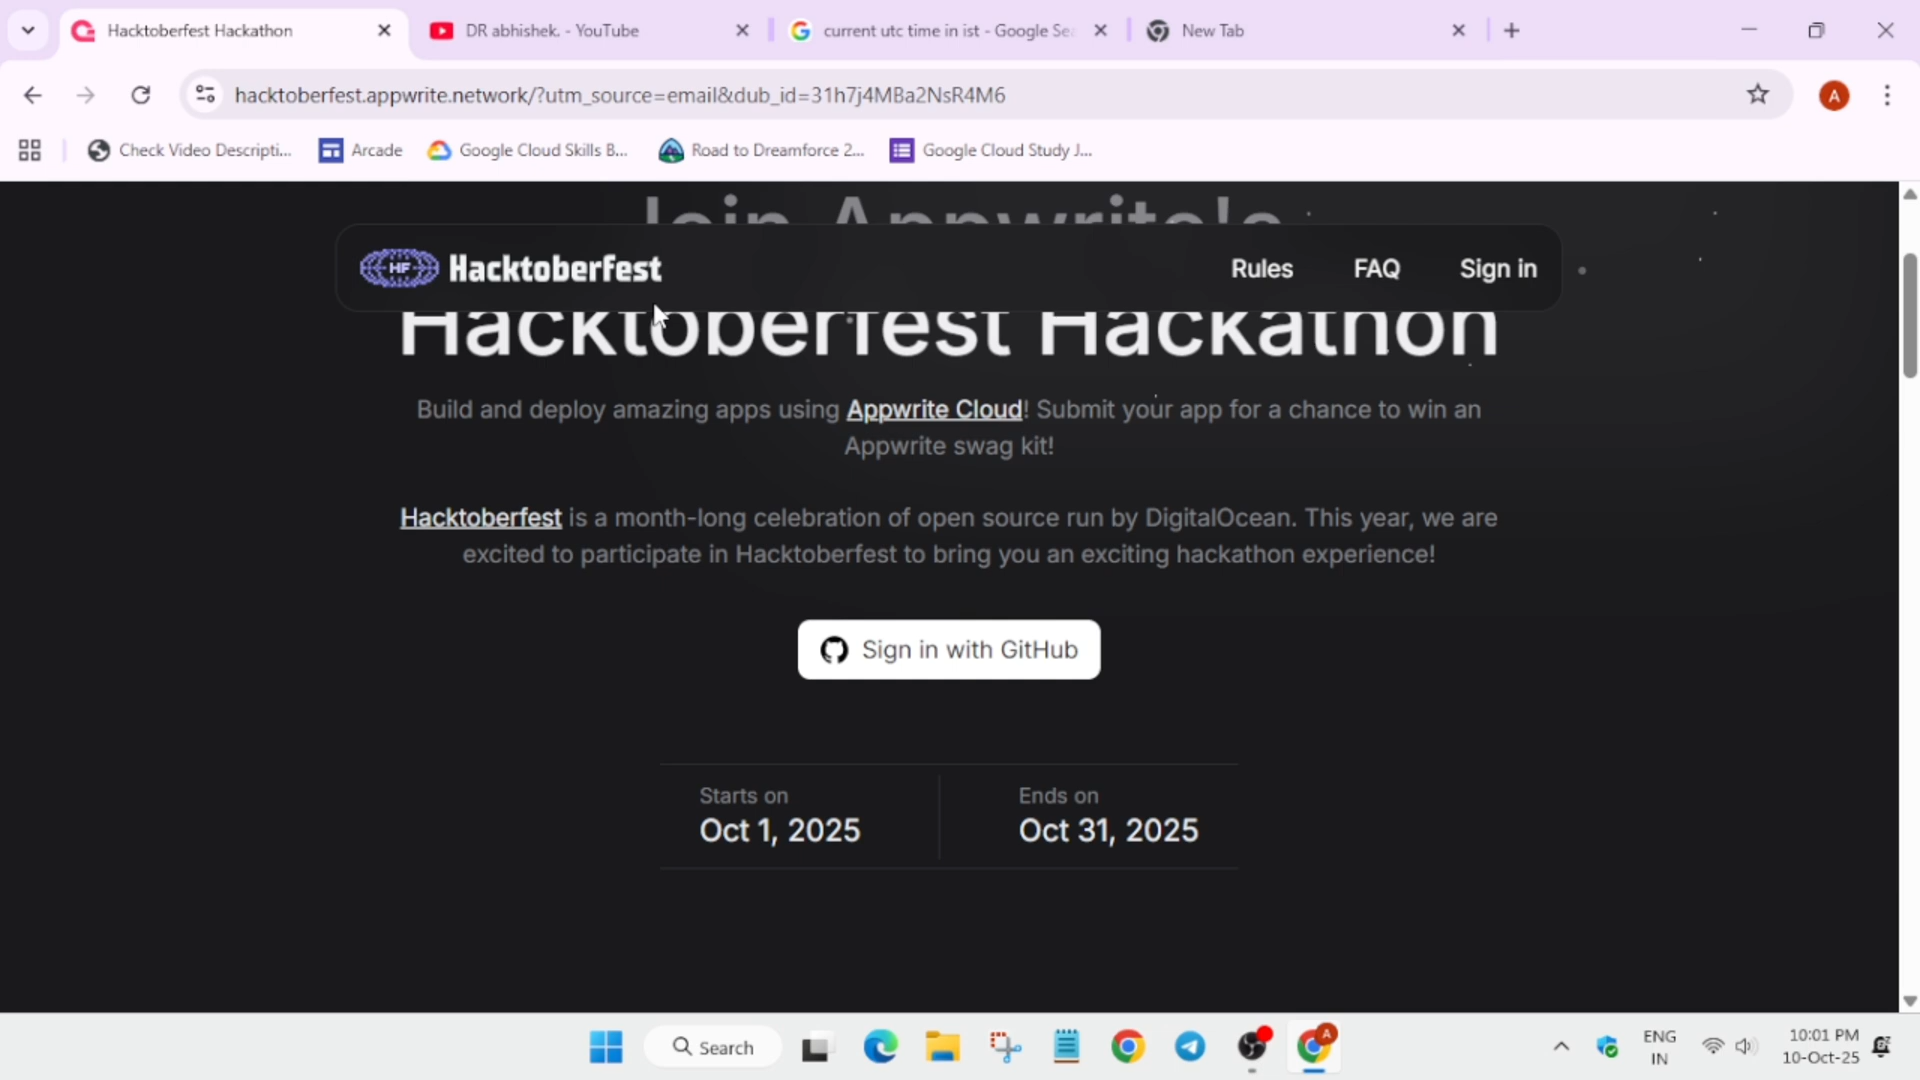 Hacktoberfest Hackathon
DR abhishek. - YouTube
current utc time in ist - Google Se
New Tab
hacktoberfest.appwrite.network/?utm_source=email&dub_id=31h7j4MBa2NsR4M6
A
Check Video Descripti...
Arcade
Google Cloud Skills B...
Road to Dreamforce 2...
Google Cloud Study J...
Join Appwrite's
HF Hacktoberfest
Rules
FAQ
Sign in
Hacktoberfest Hackathon
Build and deploy amazing apps using Appwrite Cloud! Submit your app for a chance to win an
Appwrite swag kit!
Hacktoberfest is a month-long celebration of open source run by DigitalOcean. This year, we are
excited to participate in Hacktoberfest to bring you an exciting hackathon experience!
Sign in with GitHub
Starts on
Oct 1, 2025
Ends on
Oct 31, 2025
Search
A
ENG
IN
10:01 PM
10-Oct-25